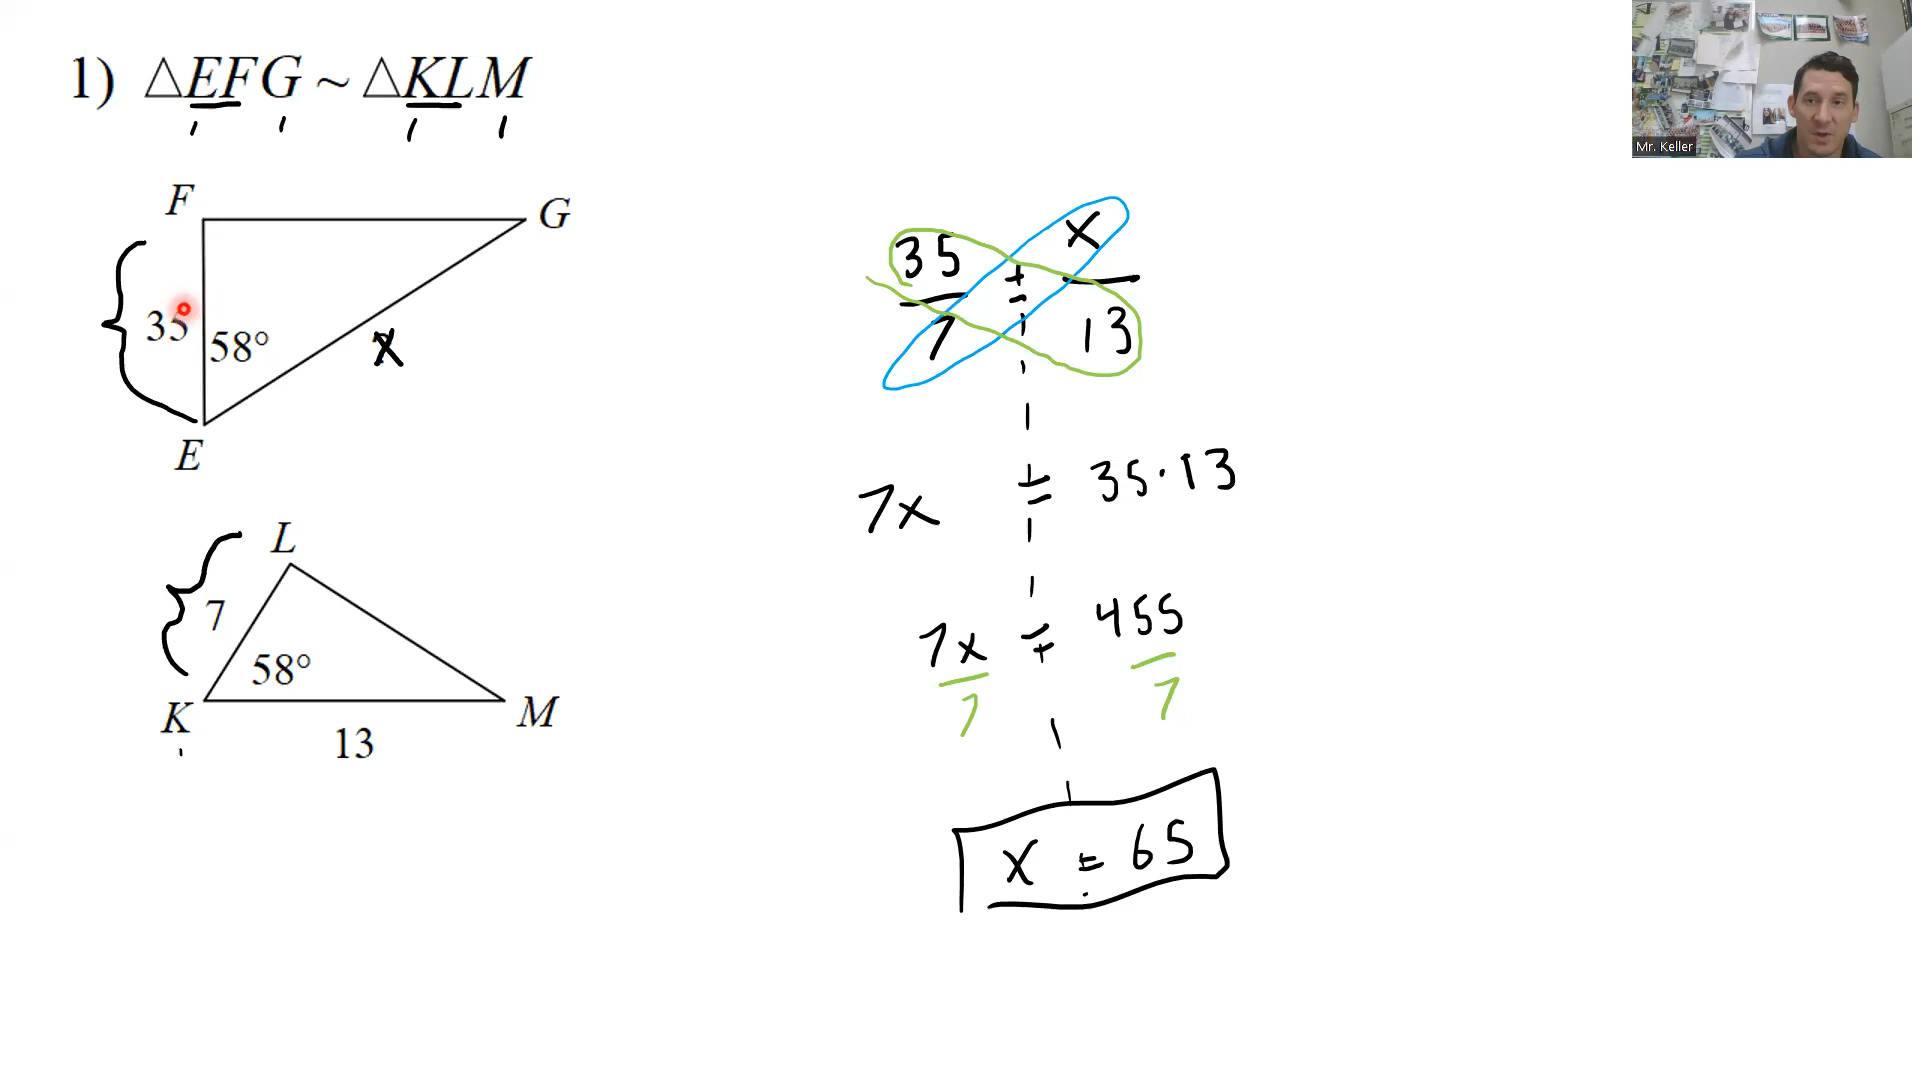 1) △EFG ~ △KLM
Mr. Keller
F
G
35
58°
x
E
L
7
58°
K
M
13
35/7 = x/13
7x = 35·13
7x/7 = 455/7
x = 65